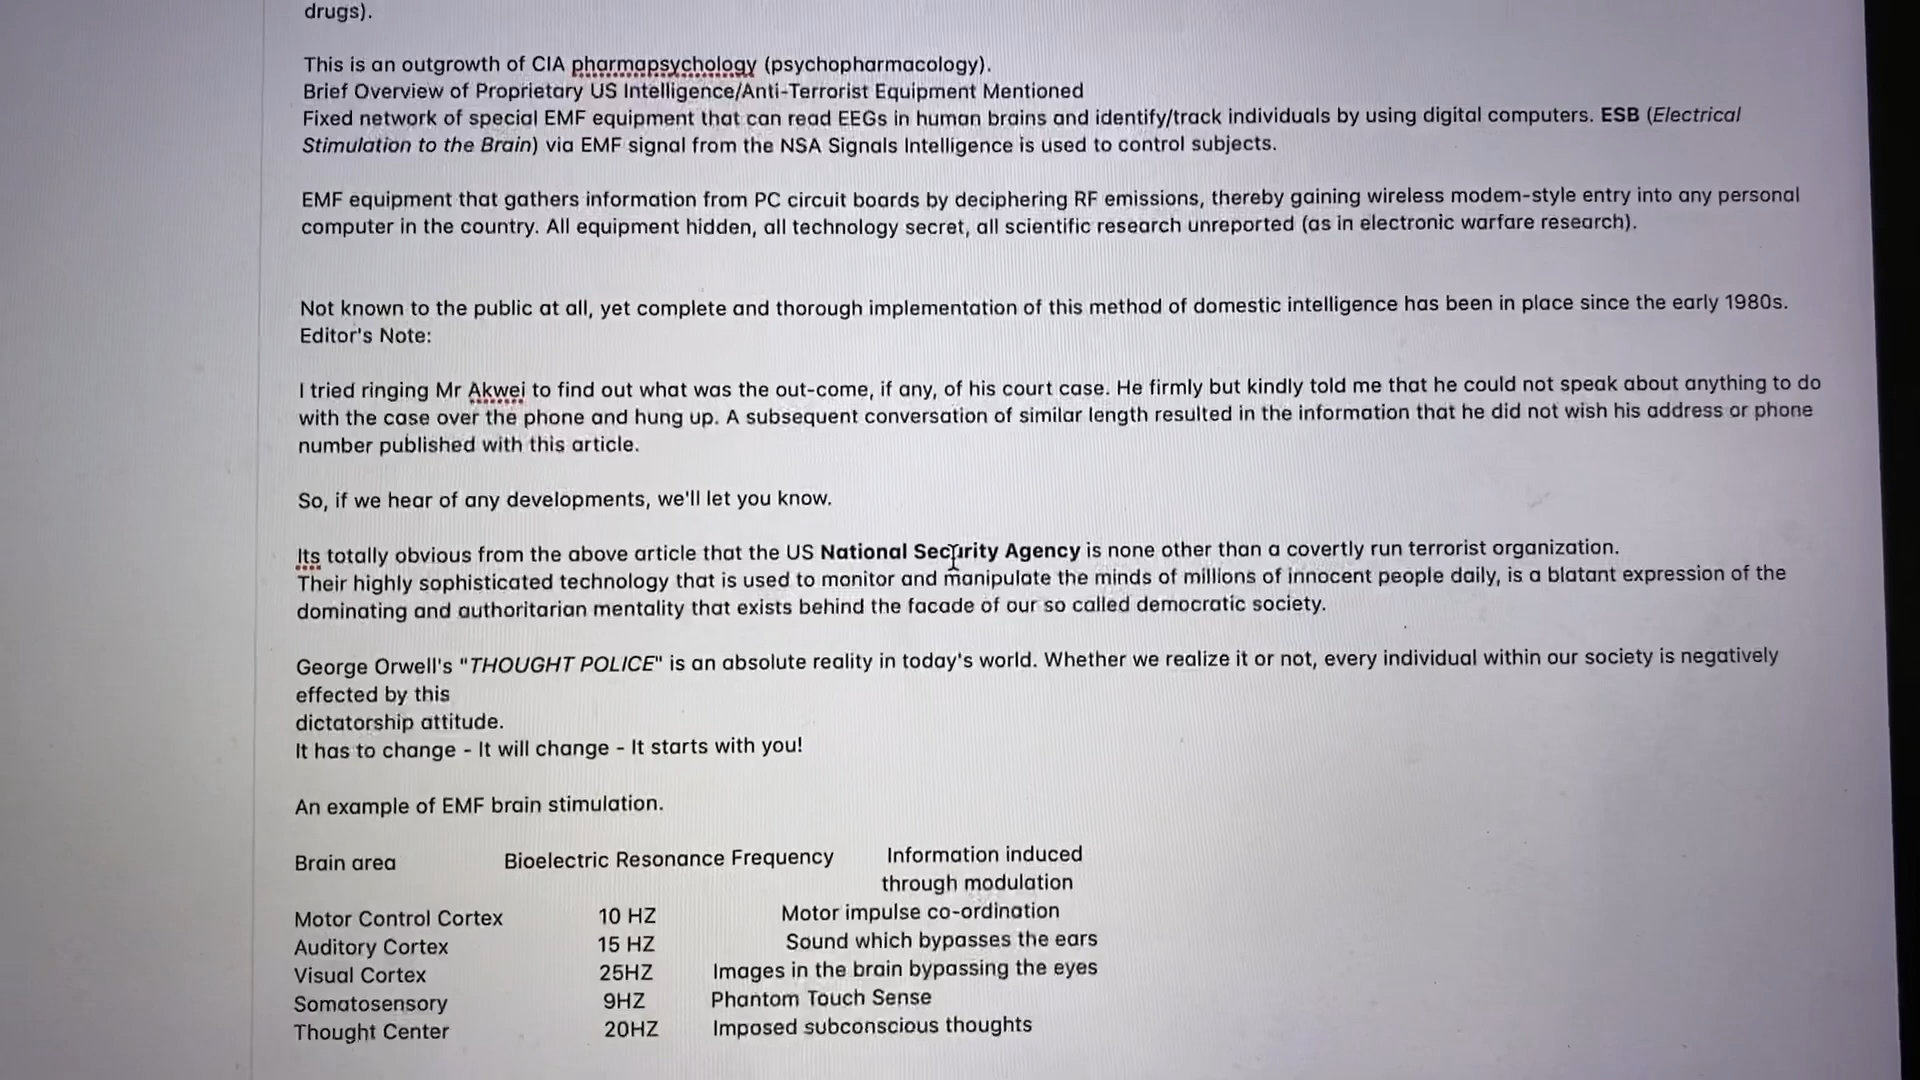 drugs).
This is an outgrowth of CIA pharmapsychology (psychopharmacology).
Brief Overview of Proprietary US Intelligence/Anti-Terrorist Equipment Mentioned
Fixed network of special EMF equipment that can read EEGs in human brains and identify/track individuals by using digital computers. ESB (Electrical
Stimulation to the Brain) via EMF signal from the NSA Signals Intelligence is used to control subjects.
EMF equipment that gathers information from PC circuit boards by deciphering RF emissions, thereby gaining wireless modem-style entry into any personal
computer in the country. All equipment hidden, all technology secret, all scientific research unreported (as in electronic warfare research).
Not known to the public at all, yet complete and thorough implementation of this method of domestic intelligence has been in place since the early 1980s.
Editor's Note:
I tried ringing Mr Akwei to find out what was the out-come, if any, of his court case. He firmly but kindly told me that he could not speak about anything to do
with the case over the phone and hung up. A subsequent conversation of similar length resulted in the information that he did not wish his address or phone
number published with this article.
So, if we hear of any developments, we'll let you know.
Its totally obvious from the above article that the US National Security Agency is none other than a covertly run terrorist organization.
Their highly sophisticated technology that is used to monitor and manipulate the minds of millions of innocent people daily, is a blatant expression of the
dominating and authoritarian mentality that exists behind the facade of our so called democratic society.
George Orwell's "THOUGHT POLICE" is an absolute reality in today's world. Whether we realize it or not, every individual within our society is negatively
effected by this
dictatorship attitude.
It has to change - It will change - It starts with you!
An example of EMF brain stimulation.
Brain area Bioelectric Resonance Frequency Information induced
through modulation
Motor Control Cortex 10 HZ Motor impulse co-ordination
Auditory Cortex 15 HZ Sound which bypasses the ears
Visual Cortex 25HZ Images in the brain bypassing the eyes
Somatosensory 9HZ Phantom Touch Sense
Thought Center 20HZ Imposed subconscious thoughts